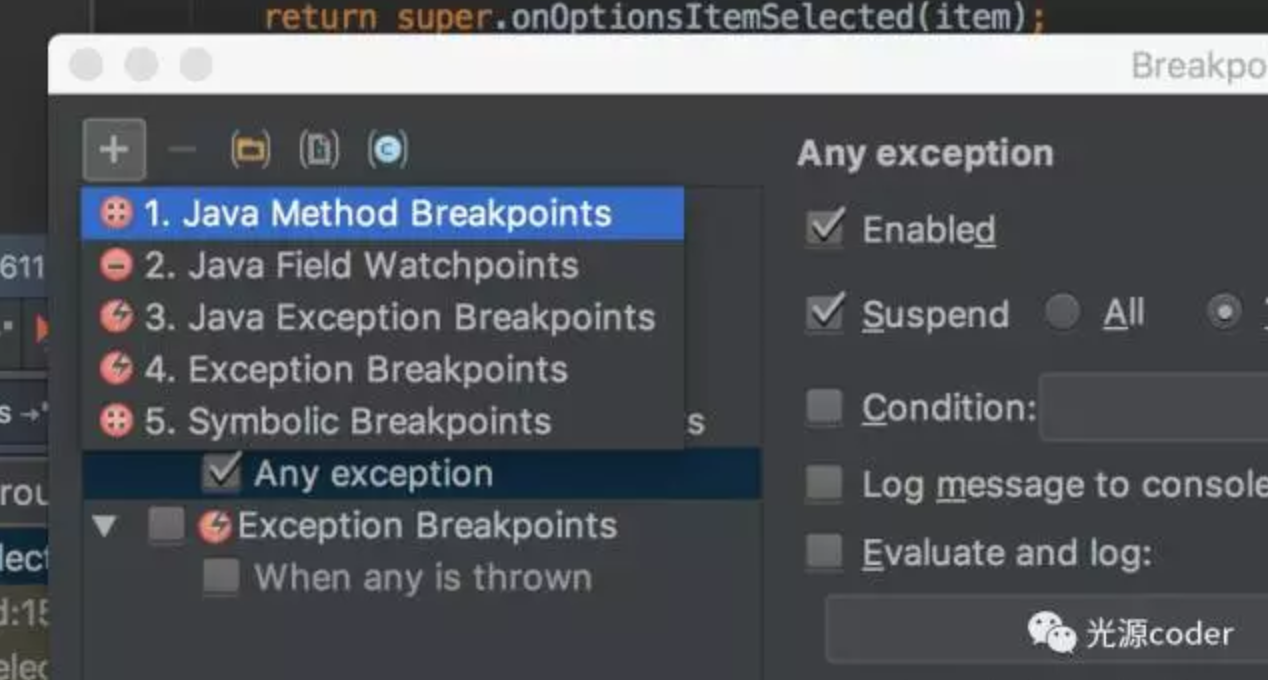 return super.onOptionsItemSelected(item);
Breakpo
Any exception
1. Java Method Breakpoints
Enabled
2. Java Field Watchpoints
611
3. Java Exception Breakpoints
Suspend All
4. Exception Breakpoints
Condition:
5. Symbolic Breakpoints
s
s
Any exception
Log message to console
rou
Exception Breakpoints
Evaluate and log:
lect
When any is thrown
d:15
光源coder
elec